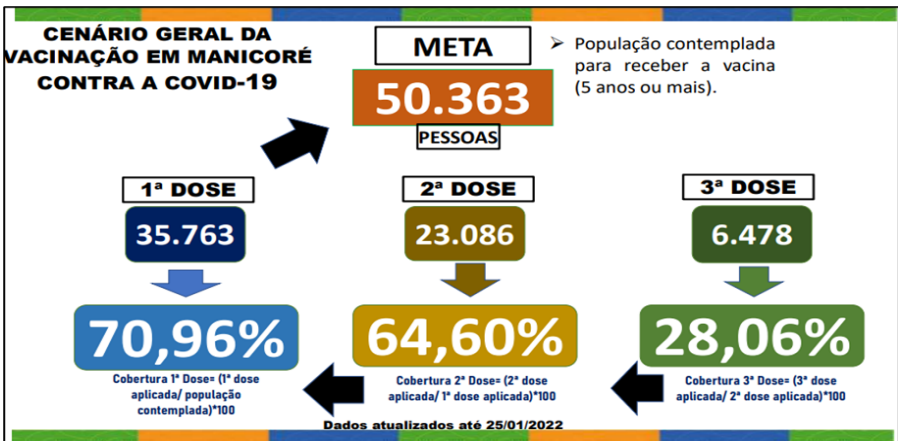 CENÁRIO GERAL DA
VACINAÇÃO EM MANICORÉ
CONTRA A COVID-19
META
50.363
PESSOAS
➢ População contemplada
para receber a vacina
(5 anos ou mais).
1ª DOSE
35.763
70,96%
Cobertura 1ª Dose= (1ª dose
aplicada/ população
contemplada)*100
2ª DOSE
23.086
64,60%
Cobertura 2ª Dose= (2ª dose
aplicada/ 1ª dose aplicada)*100
3ª DOSE
6.478
28,06%
Cobertura 3ª Dose= (3ª dose
aplicada/ 2ª dose aplicada)*100
Dados atualizados até 25/01/2022